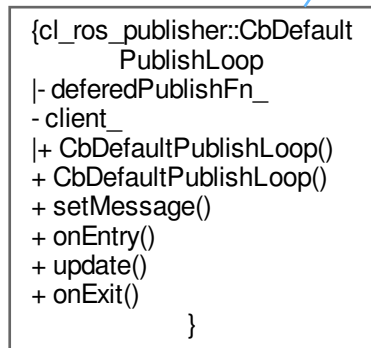 {cl_ros_publisher::CbDefault
PublishLoop
|- deferedPublishFn_
- client_
|+ CbDefaultPublishLoop()
+ CbDefaultPublishLoop()
+ setMessage()
+ onEntry()
+ update()
+ onExit()
}